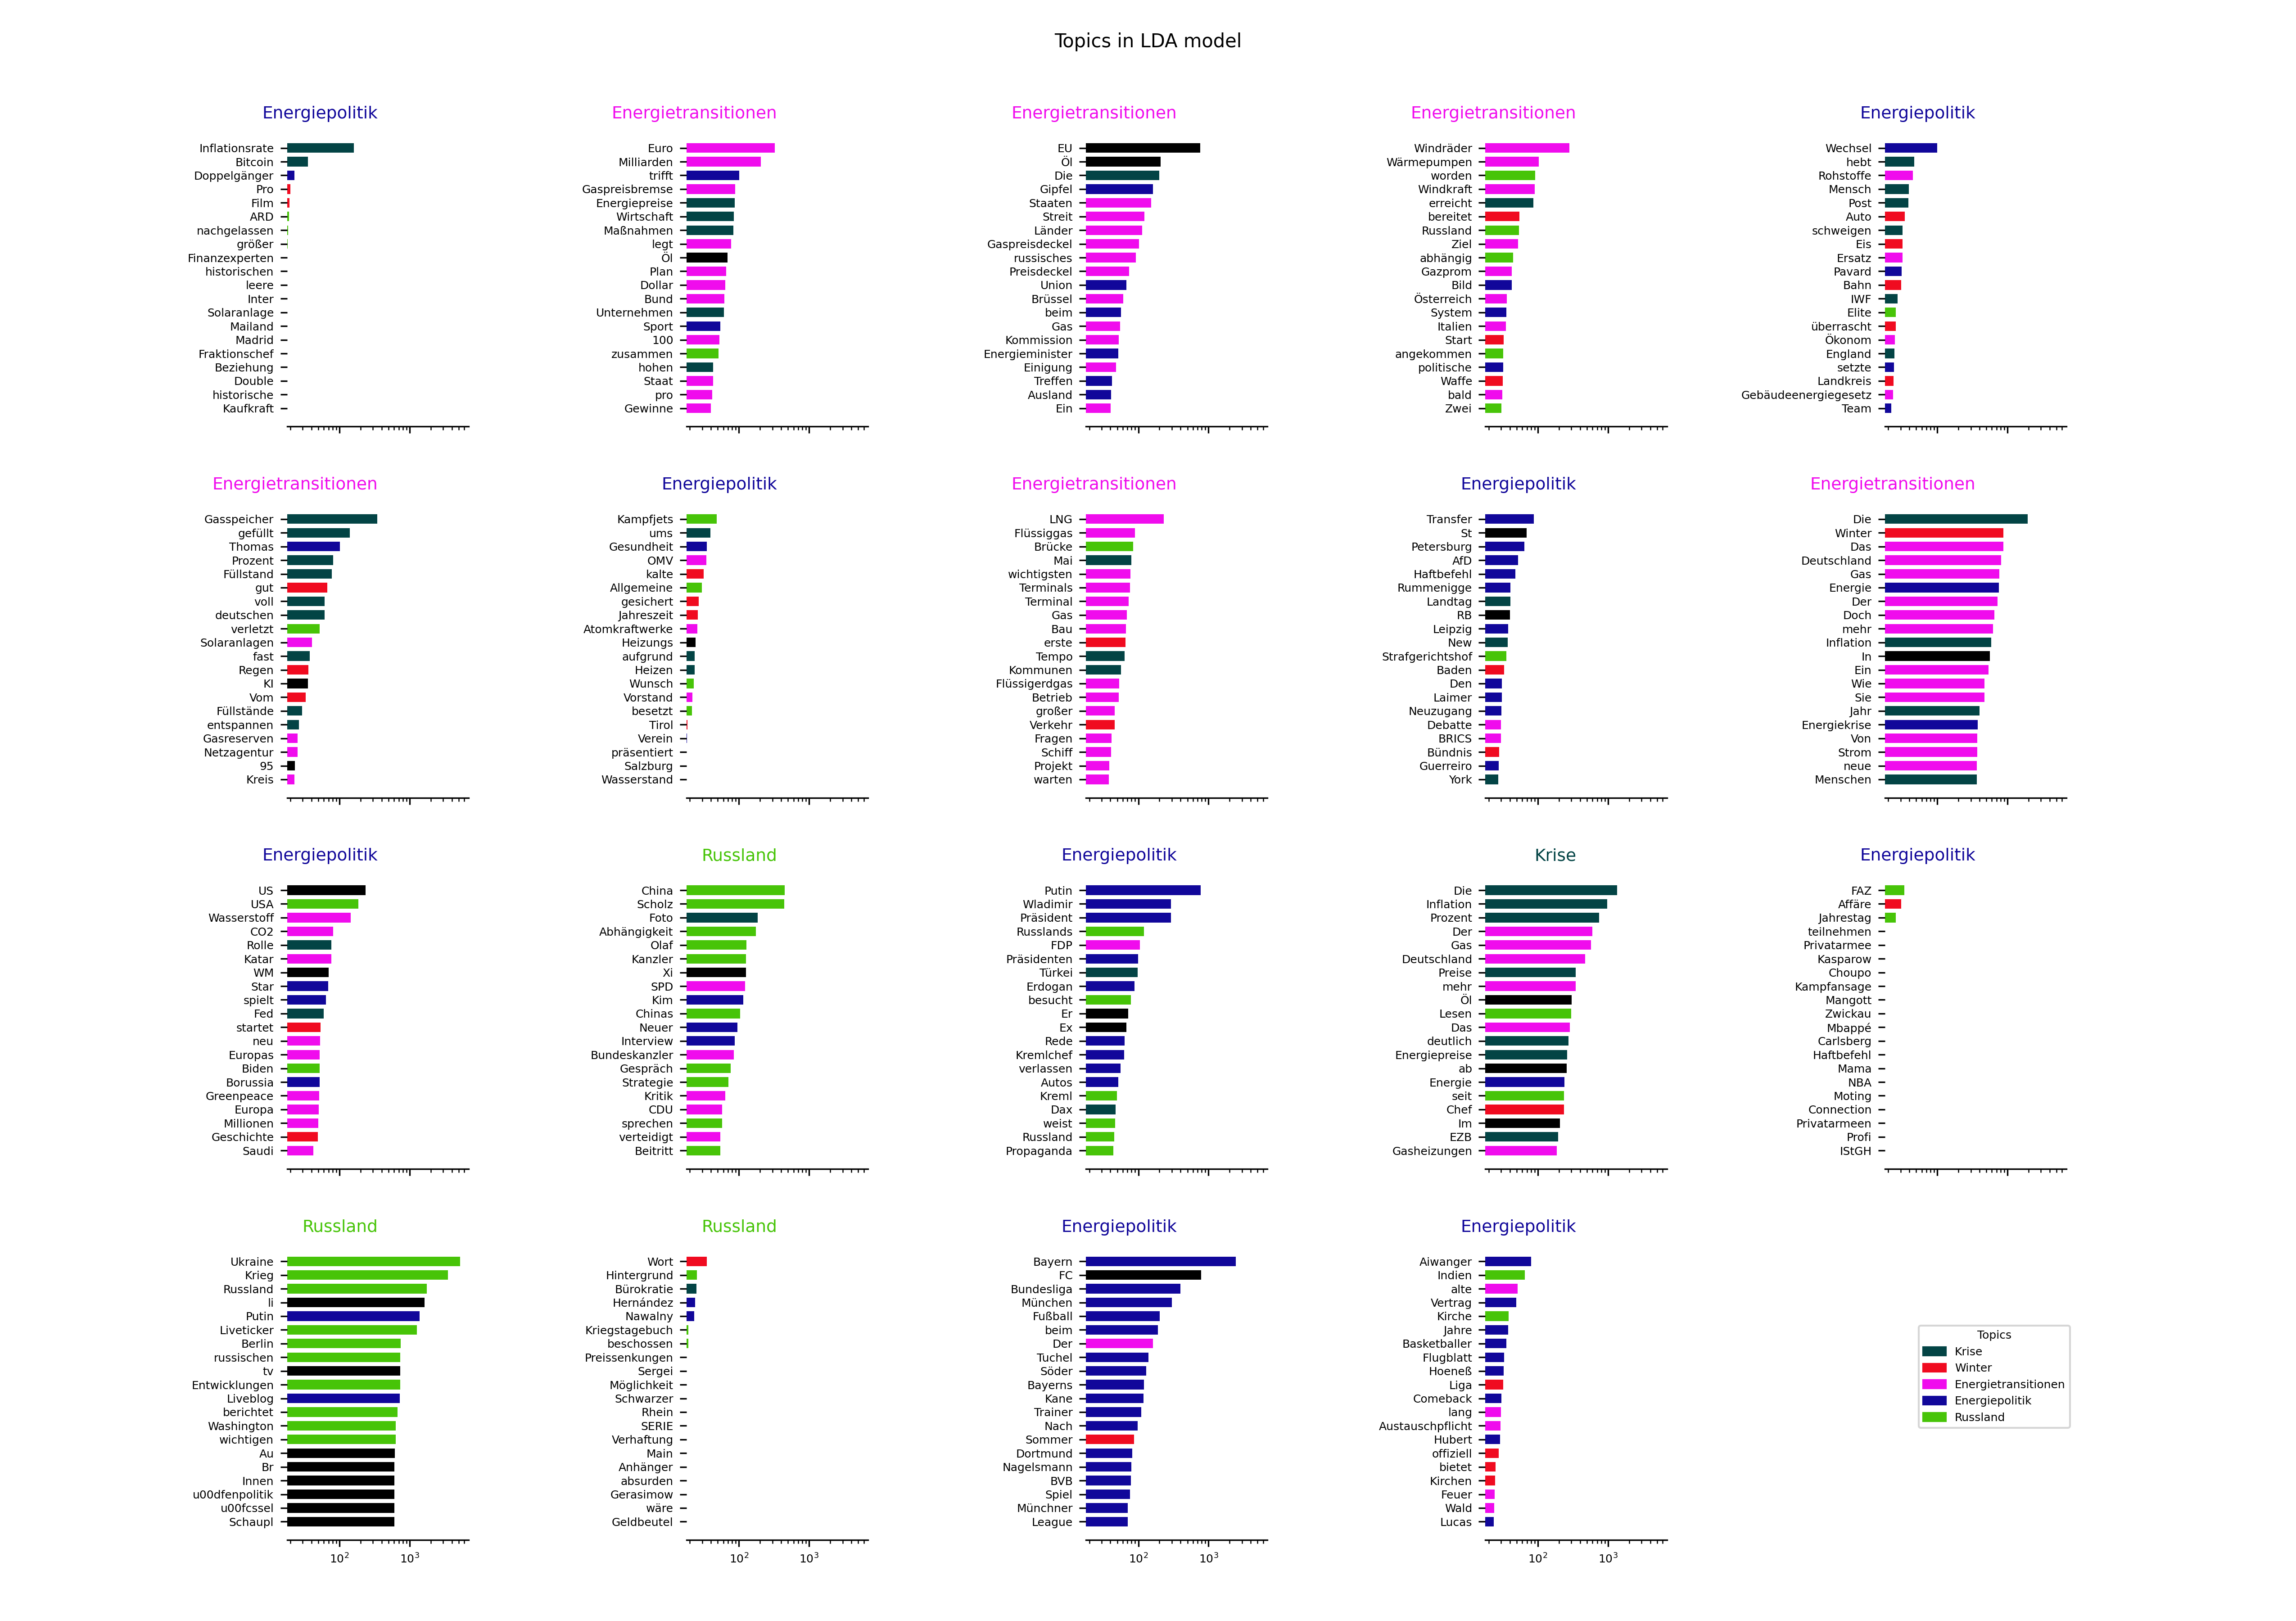 Topics in LDA model
Energiepolitik
Inflationsrate
Bitcoin
Doppelgänger
Pro
Film
ARD
nachgelassen
größer
Finanzexperten
historischen
leere
Inter
Solaranlage
Mailand
Madrid
Fraktionschef
Beziehung
Double
historische
Kaufkraft
Energietransitionen
Euro
Milliarden
trifft
Gaspreisbremse
Energiepreise
Wirtschaft
Maßnahmen
legt
Öl
Plan
Dollar
Bund
Unternehmen
Sport
100
zusammen
hohen
Staat
pro
Gewinne
Energietransitionen
EU
Öl
Die
Gipfel
Staaten
Streit
Länder
Gaspreisdeckel
russisches
Preisdeckel
Union
Brüssel
beim
Gas
Kommission
Energieminister
Einigung
Treffen
Ausland
Ein
Energietransitionen
Windräder
Wärmepumpen
worden
Windkraft
erreicht
bereitet
Russland
Ziel
abhängig
Gazprom
Bild
Österreich
System
Italien
Start
angekommen
politische
Waffe
bald
Zwei
Energiepolitik
Wechsel
hebt
Rohstoffe
Mensch
Post
Auto
schweigen
Eis
Ersatz
Pavard
Bahn
IWF
Elite
überrascht
Ökonom
England
setzte
Landkreis
Gebäudeenergiegesetz
Team
Energietransitionen
Gasspeicher
gefüllt
Thomas
Prozent
Füllstand
gut
voll
deutschen
verletzt
Solaranlagen
fast
Regen
KI
Vom
Füllstände
entspannen
Gasreserven
Netzagentur
95
Kreis
Energiepolitik
Kampfjets
ums
Gesundheit
OMV
kalte
Allgemeine
gesichert
Jahreszeit
Atomkraftwerke
Heizungs
aufgrund
Heizen
Wunsch
Vorstand
besetzt
Tirol
Verein
präsentiert
Salzburg
Wasserstand
Energietransitionen
LNG
Flüssiggas
Brücke
Mai
wichtigsten
Terminals
Terminal
Gas
Bau
erste
Tempo
Kommunen
Flüssigerdgas
Betrieb
großer
Verkehr
Fragen
Schiff
Projekt
warten
Energiepolitik
Transfer
St
Petersburg
AfD
Haftbefehl
Rummenigge
Landtag
RB
Leipzig
New
Strafgerichtshof
Baden
Den
Laimer
Neuzugang
Debatte
BRICS
Bündnis
Guerreiro
York
Energietransitionen
Die
Winter
Das
Deutschland
Gas
Energie
Der
Doch
mehr
Inflation
In
Ein
Wie
Sie
Jahr
Energiekrise
Von
Strom
neue
Menschen
Energiepolitik
US
USA
Wasserstoff
CO2
Rolle
Katar
WM
Star
spielt
Fed
startet
neu
Europas
Biden
Borussia
Greenpeace
Europa
Millionen
Geschichte
Saudi
Russland
China
Scholz
Foto
Abhängigkeit
Olaf
Kanzler
Xi
SPD
Kim
Chinas
Neuer
Interview
Bundeskanzler
Gespräch
Strategie
Kritik
CDU
sprechen
verteidigt
Beitritt
Energiepolitik
Putin
Wladimir
Präsident
Russlands
FDP
Präsidenten
Türkei
Erdogan
besucht
Er
Ex
Rede
Kremlchef
verlassen
Autos
Kreml
Dax
weist
Russland
Propaganda
Krise
Die
Inflation
Prozent
Der
Gas
Deutschland
Preise
mehr
Öl
Lesen
Das
deutlich
Energiepreise
ab
Energie
seit
Chef
Im
EZB
Gasheizungen
Energiepolitik
FAZ
Affäre
Jahrestag
teilnehmen
Privatarmee
Kasparow
Choupo
Kampfansage
Mangott
Zwickau
Mbappé
Carlsberg
Haftbefehl
Mama
NBA
Moting
Connection
Privatarmeen
Profi
IStGH
Russland
Ukraine
Krieg
Russland
li
Putin
Liveticker
Berlin
russischen
tv
Entwicklungen
Liveblog
berichtet
Washington
wichtigen
Au
Br
Innen
u00dfenpolitik
u00fcssel
Schaupl
10²
10³
Russland
Wort
Hintergrund
Bürokratie
Hernández
Nawalny
Kriegstagebuch
beschossen
Preissenkungen
Sergei
Möglichkeit
Schwarzer
Rhein
SERIE
Verhaftung
Main
Anhänger
absurden
Gerasimow
wäre
Geldbeutel
10²
10³
Energiepolitik
Bayern
FC
Bundesliga
München
Fußball
beim
Der
Tuchel
Söder
Bayerns
Kane
Trainer
Nach
Sommer
Dortmund
Nagelsmann
BVB
Spiel
Münchner
League
10²
10³
Energiepolitik
Aiwanger
Indien
alte
Vertrag
Kirche
Jahre
Basketballer
Flugblatt
Hoeneß
Liga
Comeback
lang
Austauschpflicht
Hubert
offiziell
bietet
Kirchen
Feuer
Wald
Lucas
10²
10³
Topics
Krise
Winter
Energietransitionen
Energiepolitik
Russland